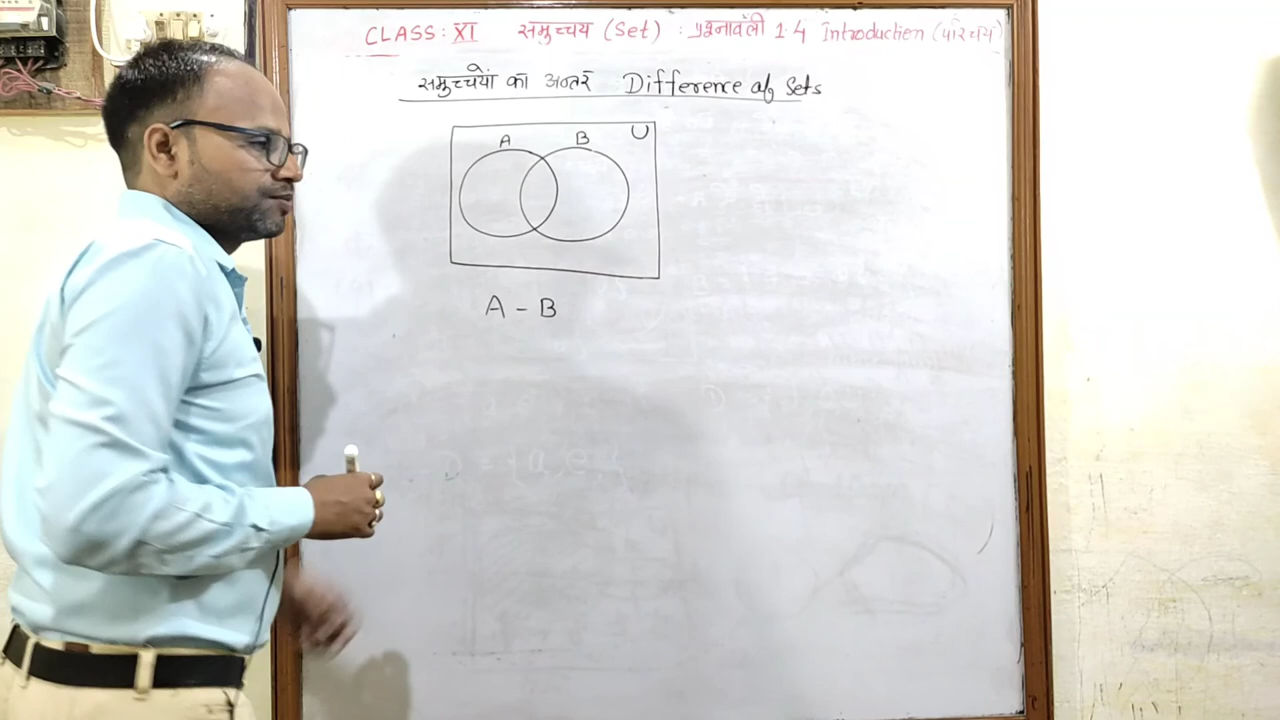 CLASS: XI समुच्चय (Set) : प्रश्नावली 1.4 Introduction (परिचय)
समुच्चयों का अन्तर Difference of Sets
A B U
A - B